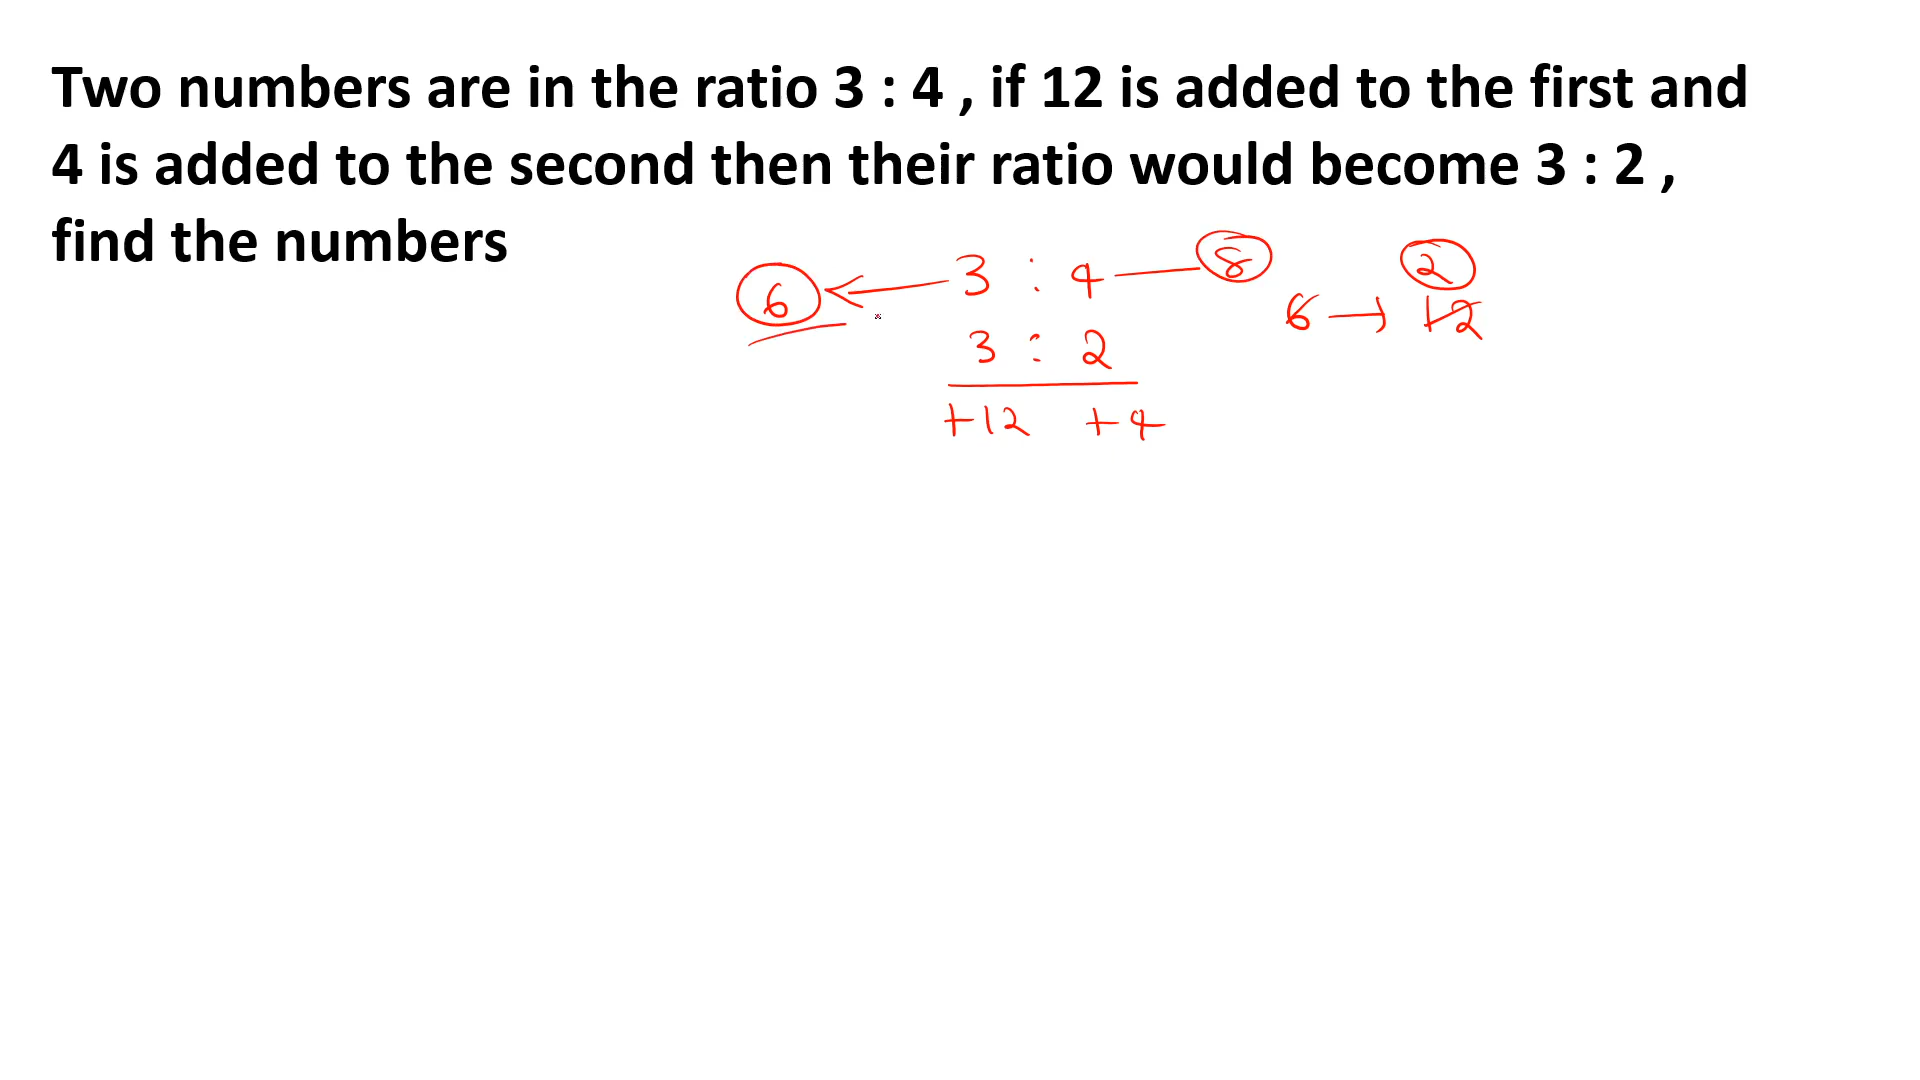 Two numbers are in the ratio 3 : 4 , if 12 is added to the first and
4 is added to the second then their ratio would become 3 : 2 ,
find the numbers
6 ← 3 : 4 — 8
2
6 → 12
3 : 2
+12 +4